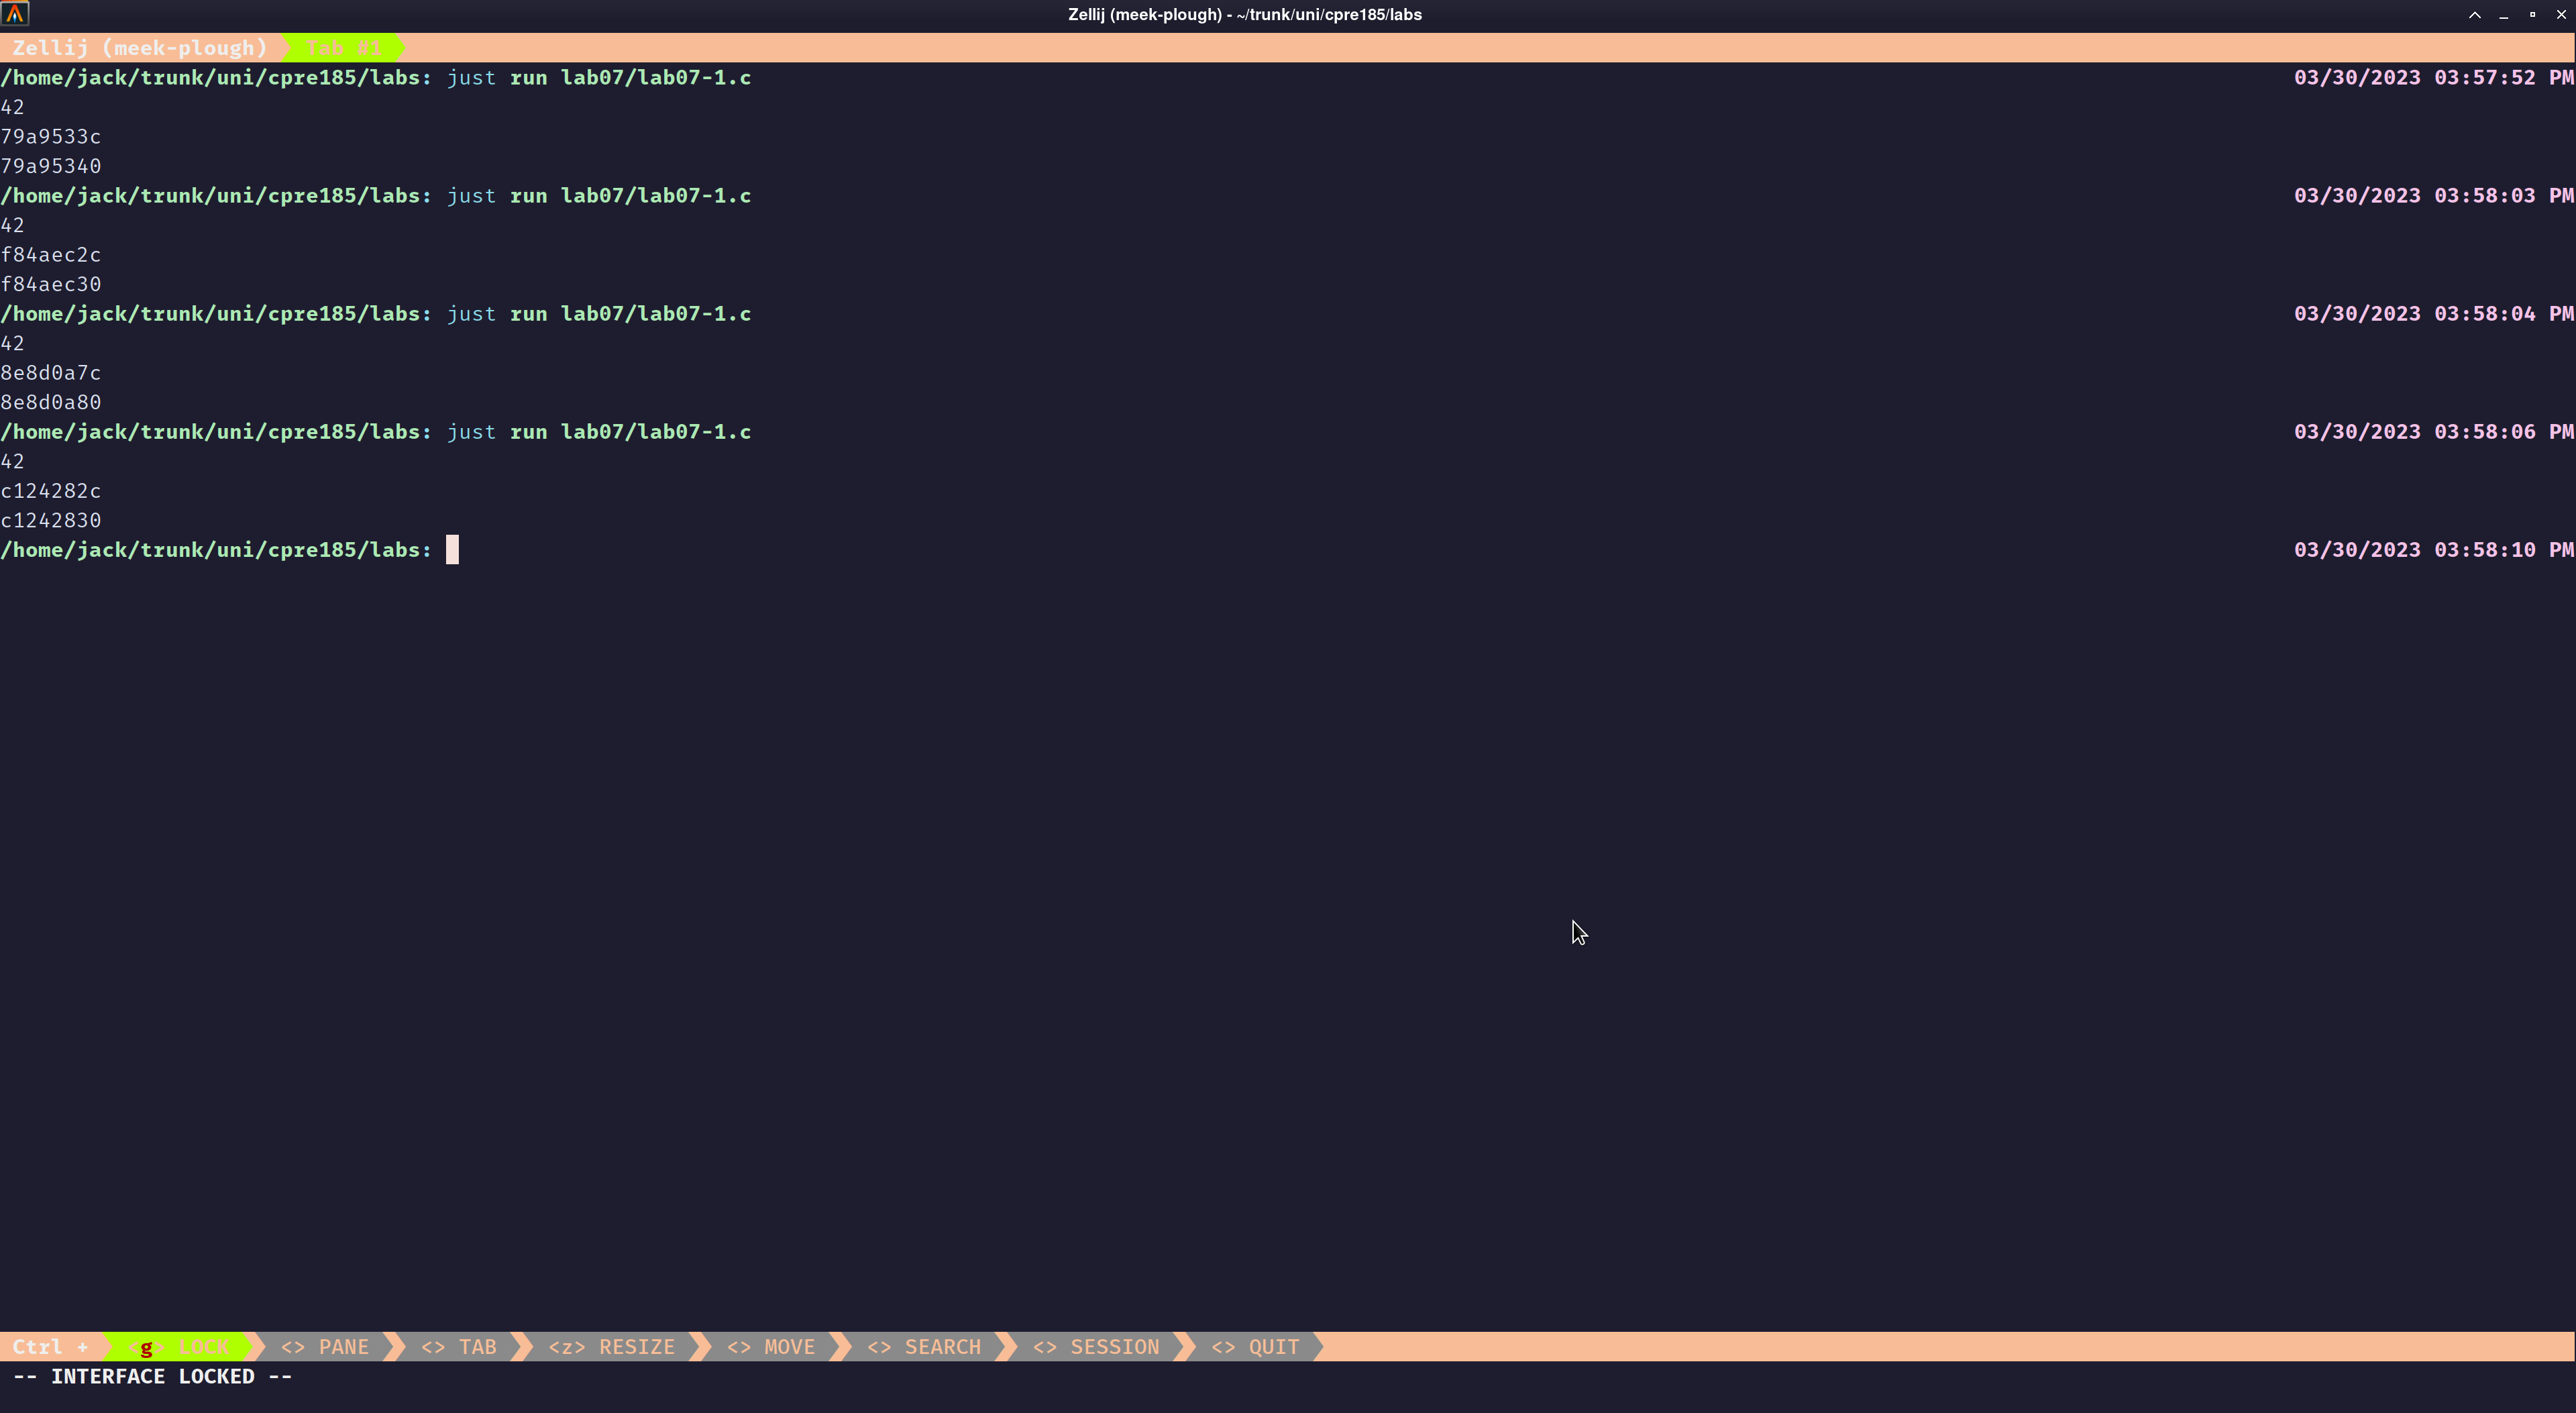 Zellij (meek-plough) - ~/trunk/uni/cpre185/labs
Zellij (meek-plough) Tab #1
/home/jack/trunk/uni/cpre185/labs: just run lab07/lab07-1.c 03/30/2023 03:57:52 PM
42
79a9533c
79a95340
/home/jack/trunk/uni/cpre185/labs: just run lab07/lab07-1.c 03/30/2023 03:58:03 PM
42
f84aec2c
f84aec30
/home/jack/trunk/uni/cpre185/labs: just run lab07/lab07-1.c 03/30/2023 03:58:04 PM
42
8e8d0a7c
8e8d0a80
/home/jack/trunk/uni/cpre185/labs: just run lab07/lab07-1.c 03/30/2023 03:58:06 PM
42
c124282c
c1242830
/home/jack/trunk/uni/cpre185/labs: 03/30/2023 03:58:10 PM
Ctrl + <g> LOCK <> PANE <> TAB <z> RESIZE <> MOVE <> SEARCH <> SESSION <> QUIT
-- INTERFACE LOCKED --